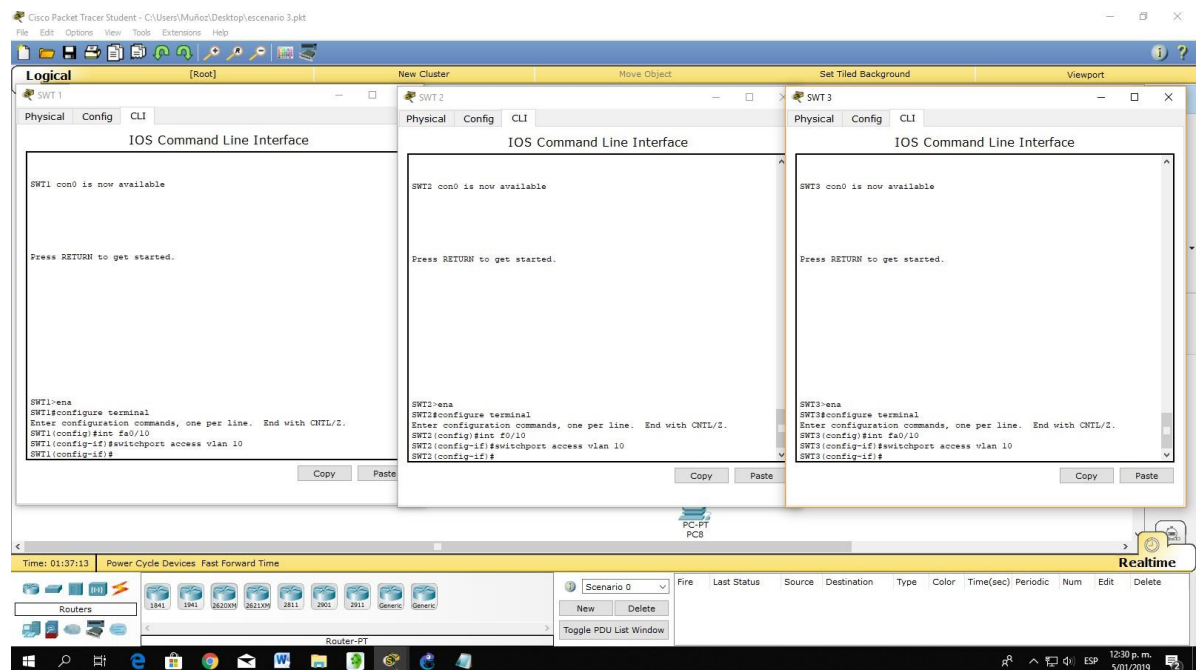 Cisco Packet Tracer Student - C:\Users\Muñoz\Desktop\escenario 3.pkt
File Edit Options View Tools Extensions Help
Logical [Root] New Cluster Move Object Set Tiled Background Viewport
SWT 1
Physical Config CLI
IOS Command Line Interface
SWT1 con0 is now available
Press RETURN to get started.
SWT1>ena
SWT1#configure terminal
Enter configuration commands, one per line. End with CNTL/Z.
SWT1(config)#int fa0/10
SWT1(config-if)#switchport access vlan 10
SWT1(config-if)#
Copy Paste
SWT 2
Physical Config CLI
IOS Command Line Interface
SWT2 con0 is now available
Press RETURN to get started.
SWT2>ena
SWT2#configure terminal
Enter configuration commands, one per line. End with CNTL/Z.
SWT2(config)#int f0/10
SWT2(config-if)#switchport access vlan 10
SWT2(config-if)#
Copy Paste
SWT 3
Physical Config CLI
IOS Command Line Interface
SWT3 con0 is now available
Press RETURN to get started.
SWT3>ena
SWT3#configure terminal
Enter configuration commands, one per line. End with CNTL/Z.
SWT3(config)#int fa0/10
SWT3(config-if)#switchport access vlan 10
SWT3(config-if)#
Copy Paste
PC-PT
PC8
Time: 01:37:13 Power Cycle Devices Fast Forward Time Realtime
Routers
1841 1941 2620XM 2621XM 2811 2901 2911 Generic Generic
Router-PT
Scenario 0
New Delete
Toggle PDU List Window
Fire Last Status Source Destination Type Color Time(sec) Periodic Num Edit Delete
ESP
12:30 p. m.
5/01/2019